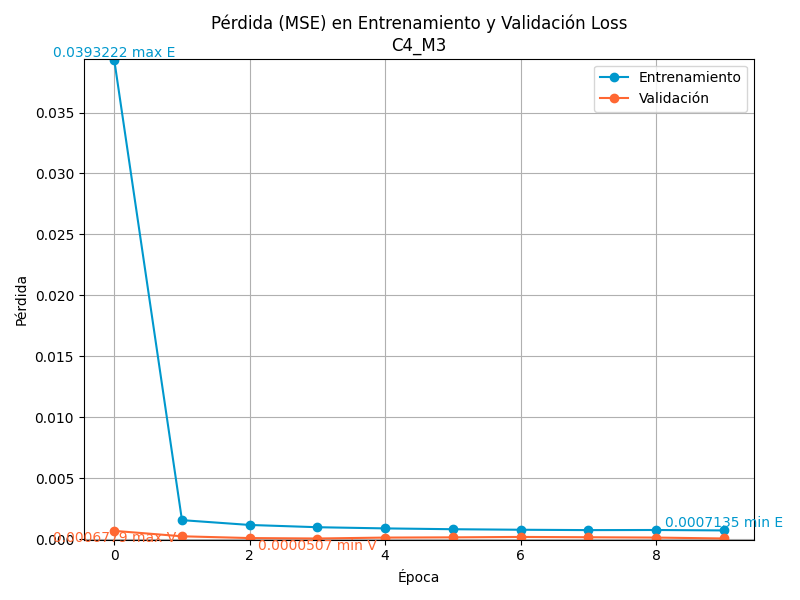 Pérdida (MSE) en Entrenamiento y Validación Loss
C4_M3
0.0393222 max E
Entrenamiento
Validación
0.035
0.030
0.025
0.020
0.015
0.010
0.005
0.000
Pérdida
0.0007135 min E
0.0000507 min V
0 2 4 6 8
Época